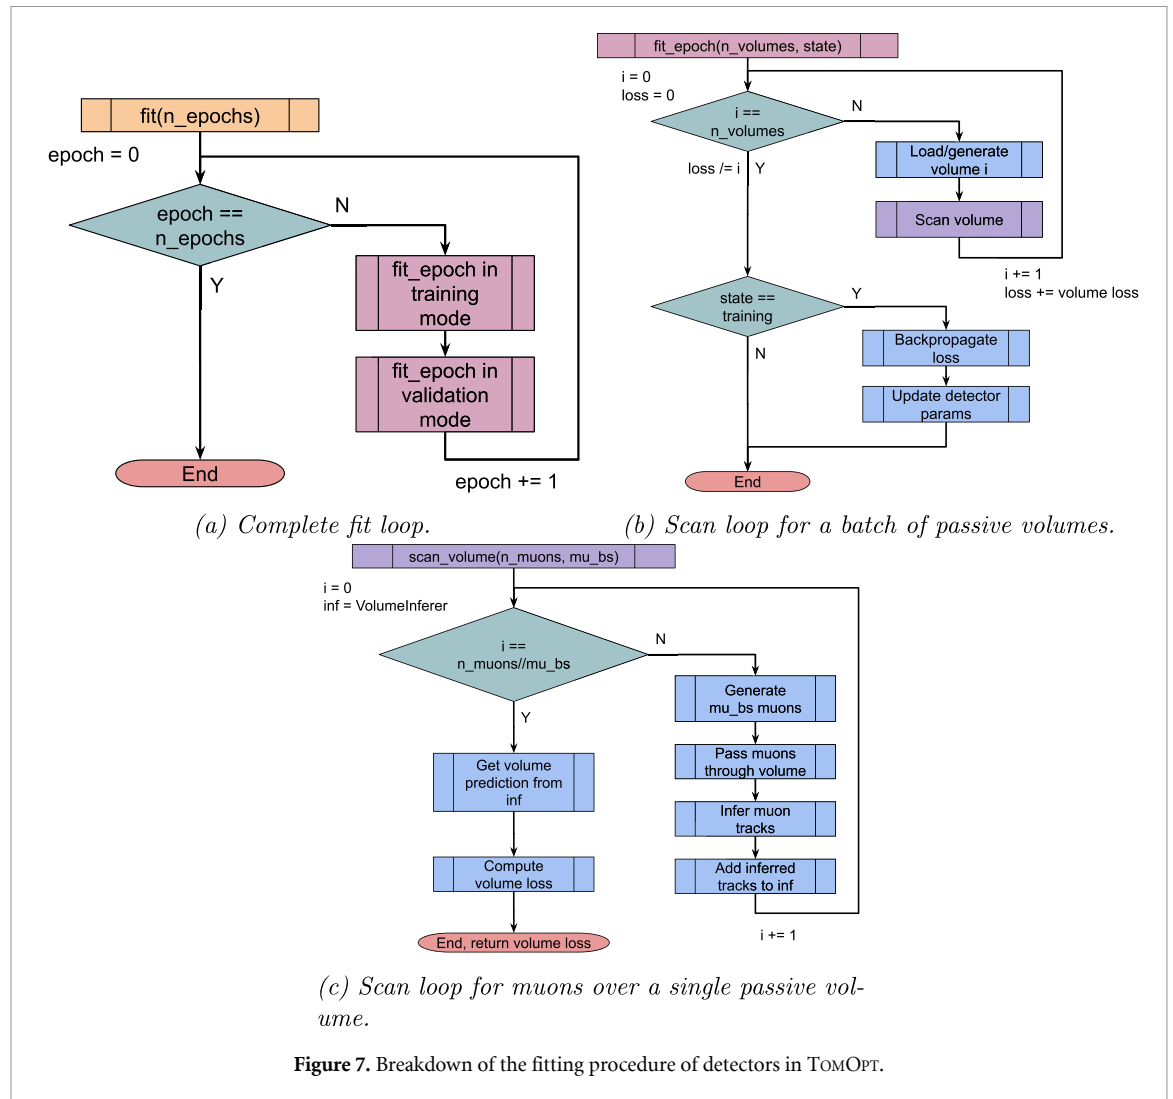 fit(n_epochs)
epoch = 0
epoch ==
n_epochs
N
Y
fit_epoch in
training
mode
fit_epoch in
validation
mode
epoch += 1
End
(a) Complete fit loop.
fit_epoch(n_volumes, state)
i = 0
loss = 0
i ==
n_volumes
N
loss /= i
Y
Load/generate
volume i
Scan volume
i += 1
loss += volume loss
state ==
training
Y
N
Backpropagate
loss
Update detector
params
End
(b) Scan loop for a batch of passive volumes.
scan_volume(n_muons, mu_bs)
i = 0
inf = VolumeInferer
i ==
n_muons//mu_bs
N
Y
Generate
mu_bs muons
Pass muons
through volume
Infer muon
tracks
Add inferred
tracks to inf
i += 1
Get volume
prediction from
inf
Compute
volume loss
End, return volume loss
(c) Scan loop for muons over a single passive vol-
ume.
Figure 7. Breakdown of the fitting procedure of detectors in TomOpt.